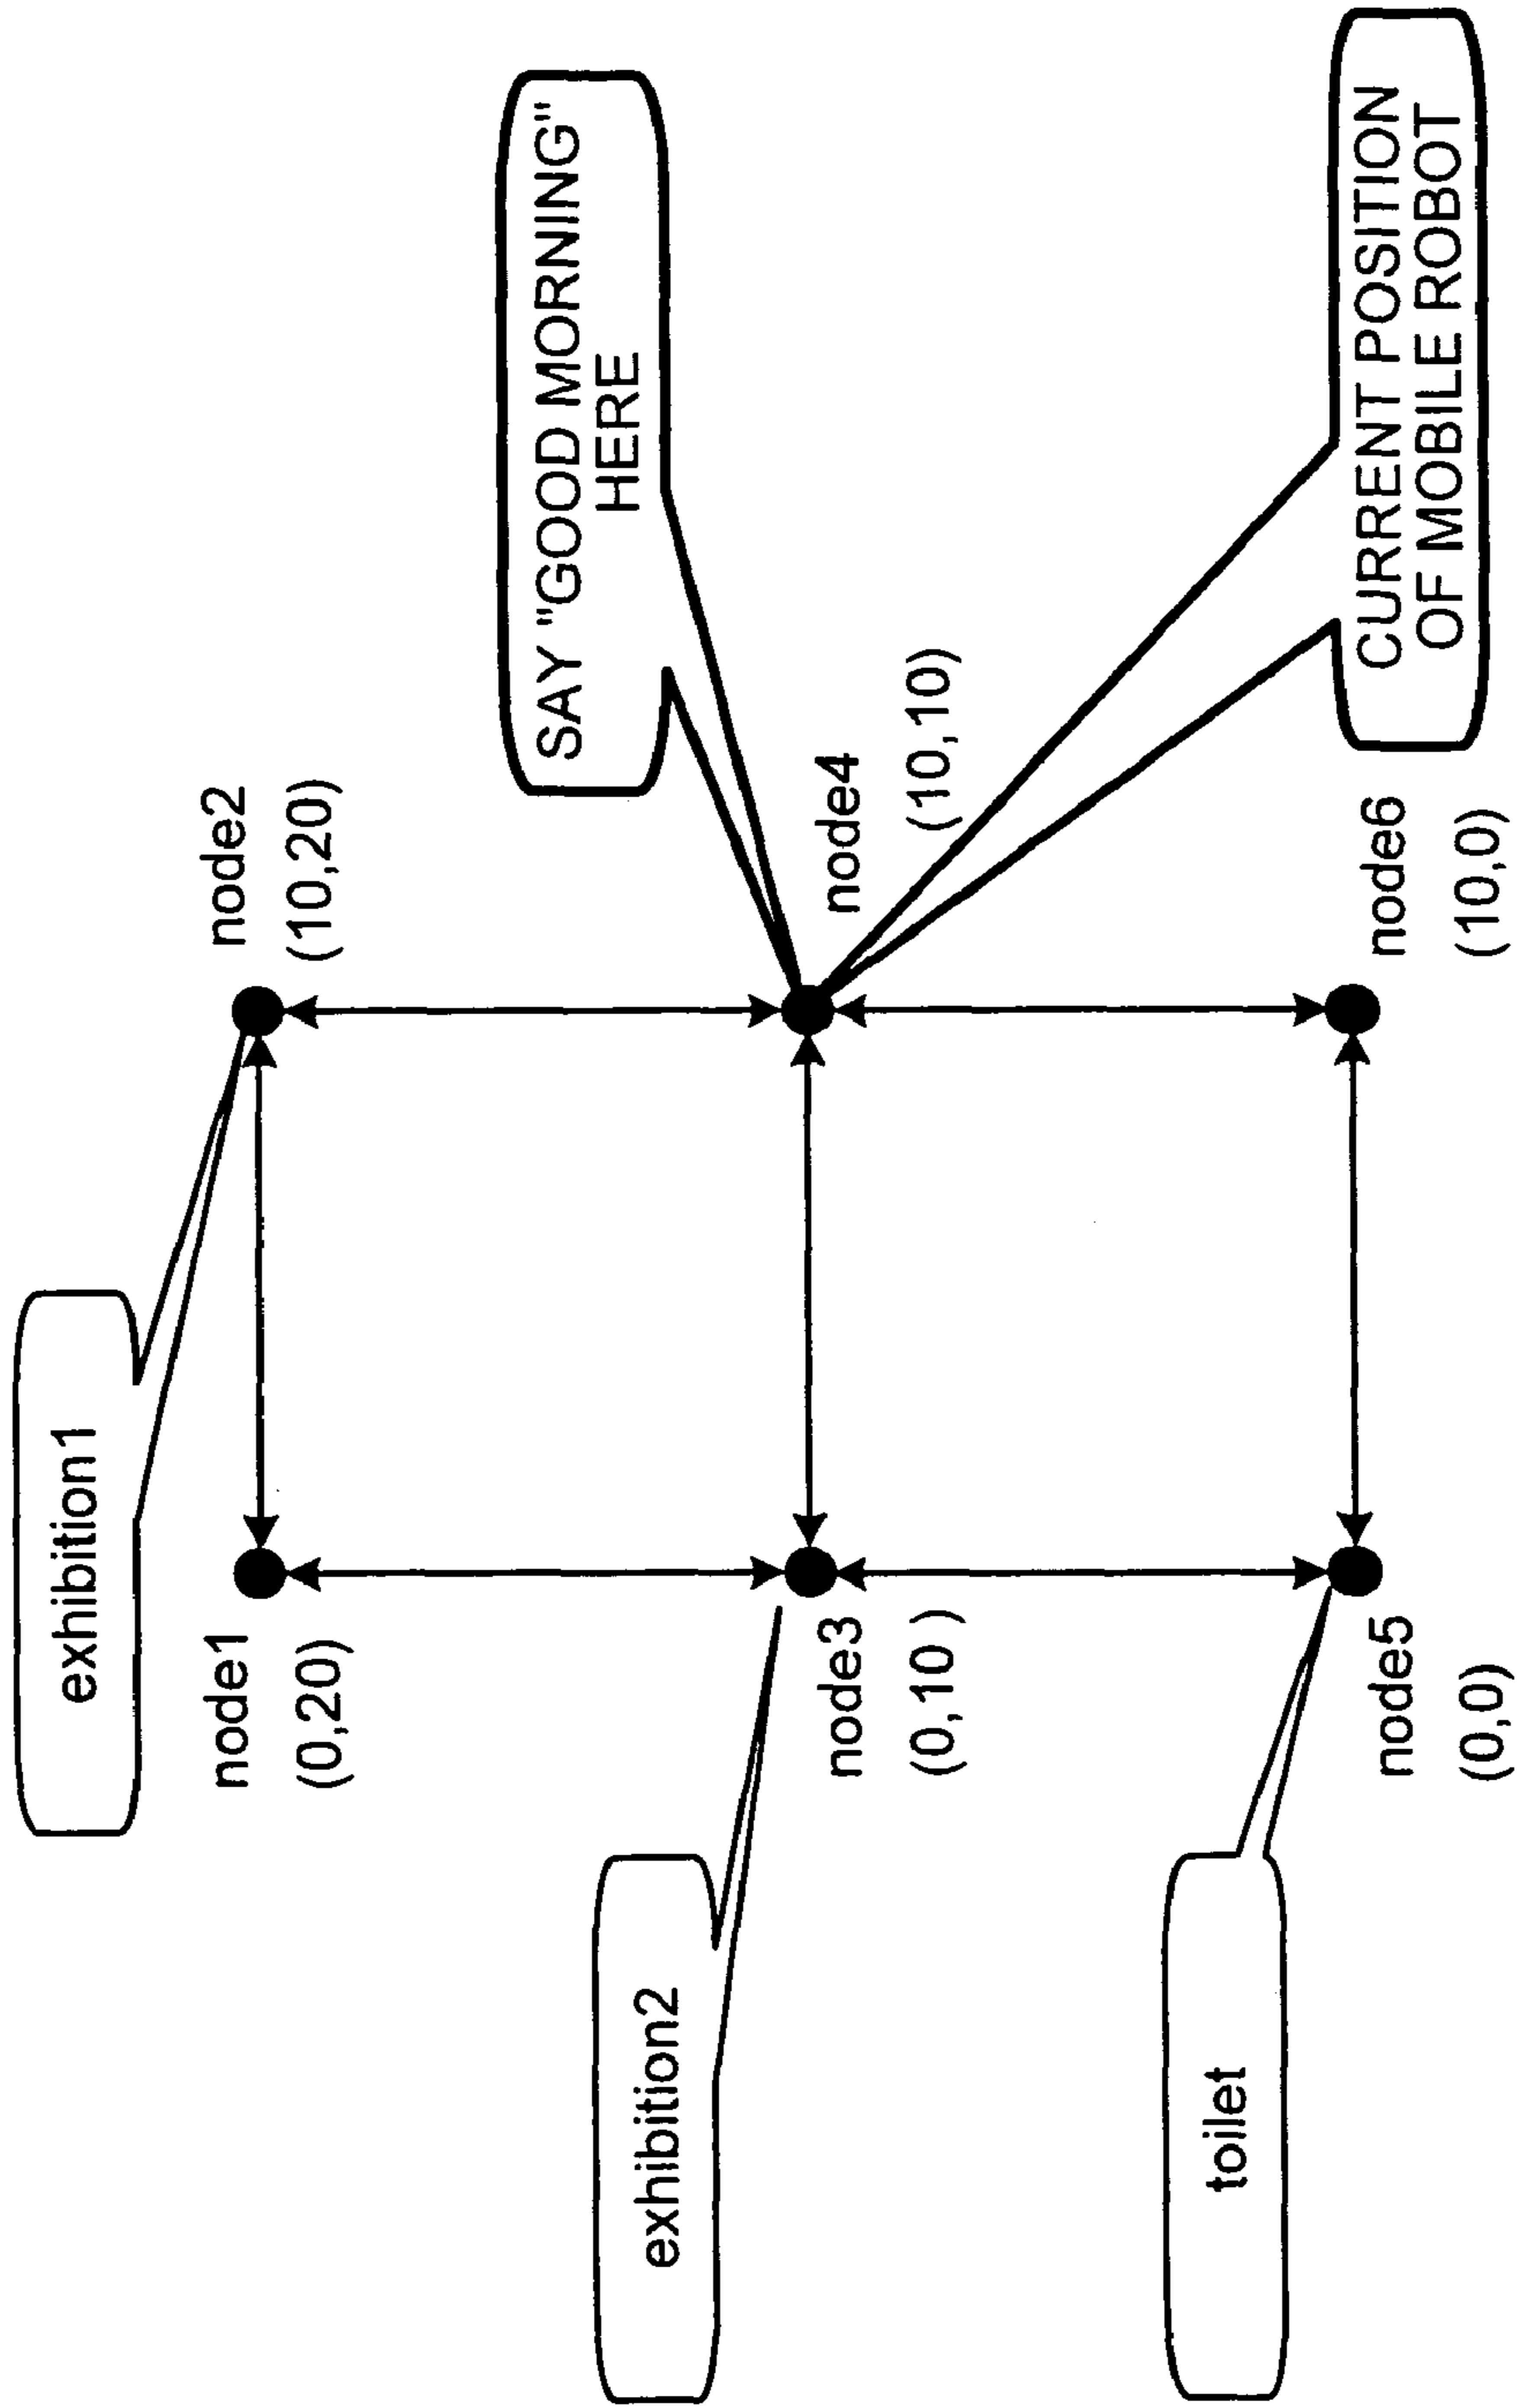 exhibition1
node1
(0,20)
node2
(10,20)
SAY "GOOD MORNING"
HERE
exhibition2
node3
(0,10)
node4
(10,10)
toilet
node5
(0,0)
node6
(10,0)
CURRENT POSITION
OF MOBILE ROBOT